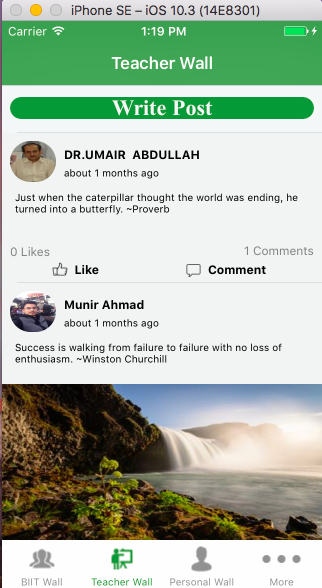 iPhone SE – iOS 10.3 (14E8301)
Carrier 1:19 PM
Teacher Wall
Write Post
DR.UMAIR ABDULLAH
about 1 months ago
Just when the caterpillar thought the world was ending, he
turned into a butterfly. ~Proverb
0 Likes 1 Comments
Like Comment
Munir Ahmad
about 1 months ago
Success is walking from failure to failure with no loss of
enthusiasm. ~Winston Churchill
BIIT Wall Teacher Wall Personal Wall More